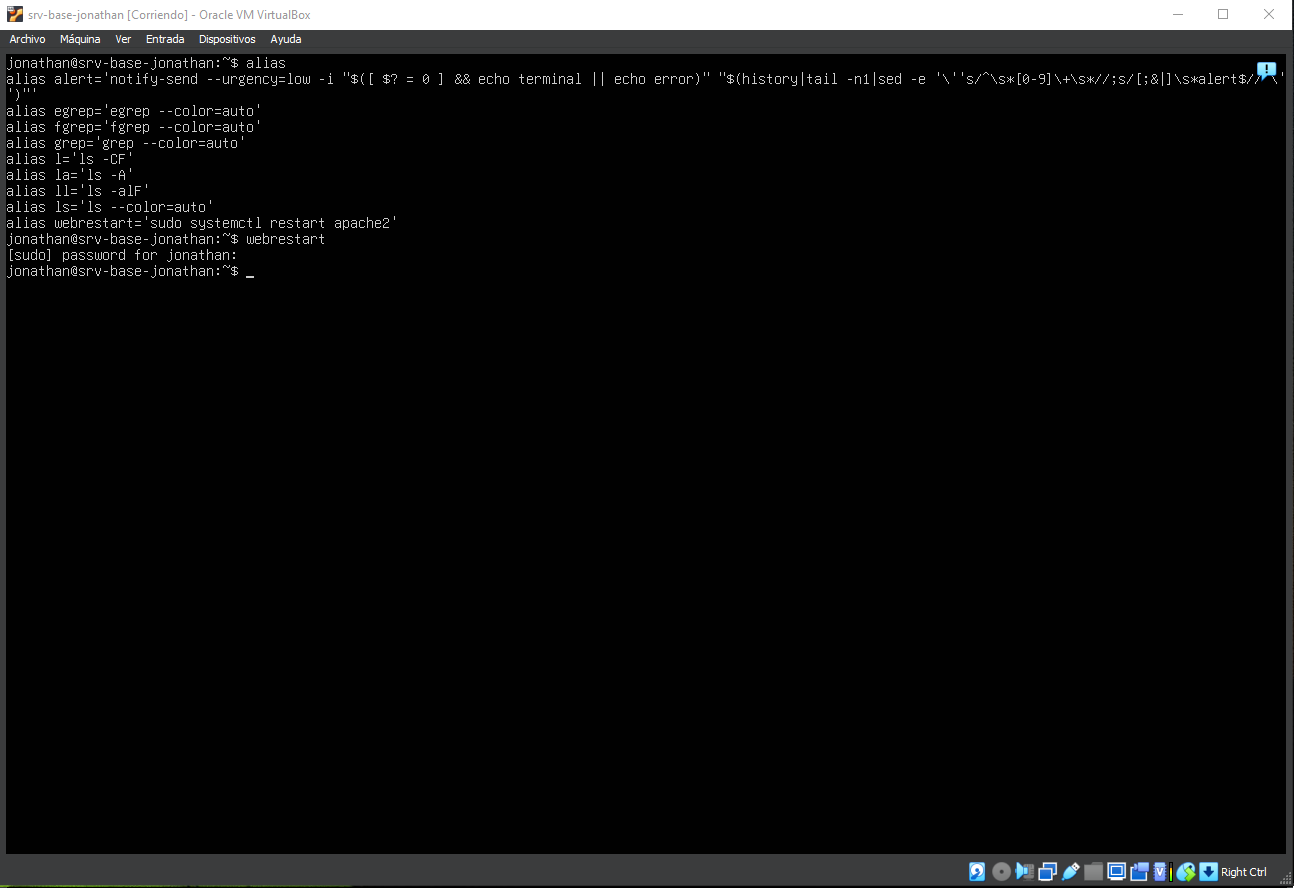 srv-base-jonathan [Corriendo] - Oracle VM VirtualBox
Archivo Máquina Ver Entrada Dispositivos Ayuda
jonathan@srv-base-jonathan:~$ alias
alias alert='notify-send --urgency=low -i "$([ $? = 0 ] && echo terminal || echo error)" "$(history|tail -n1|sed -e '\''s/^\s*[0-9]\+\s*//;s/[;&|]\s*alert$//'\'
')"'
alias egrep='egrep --color=auto'
alias fgrep='fgrep --color=auto'
alias grep='grep --color=auto'
alias l='ls -CF'
alias la='ls -A'
alias ll='ls -alF'
alias ls='ls --color=auto'
alias webrestart='sudo systemctl restart apache2'
jonathan@srv-base-jonathan:~$ webrestart
[sudo] password for jonathan:
jonathan@srv-base-jonathan:~$ _
Right Ctrl